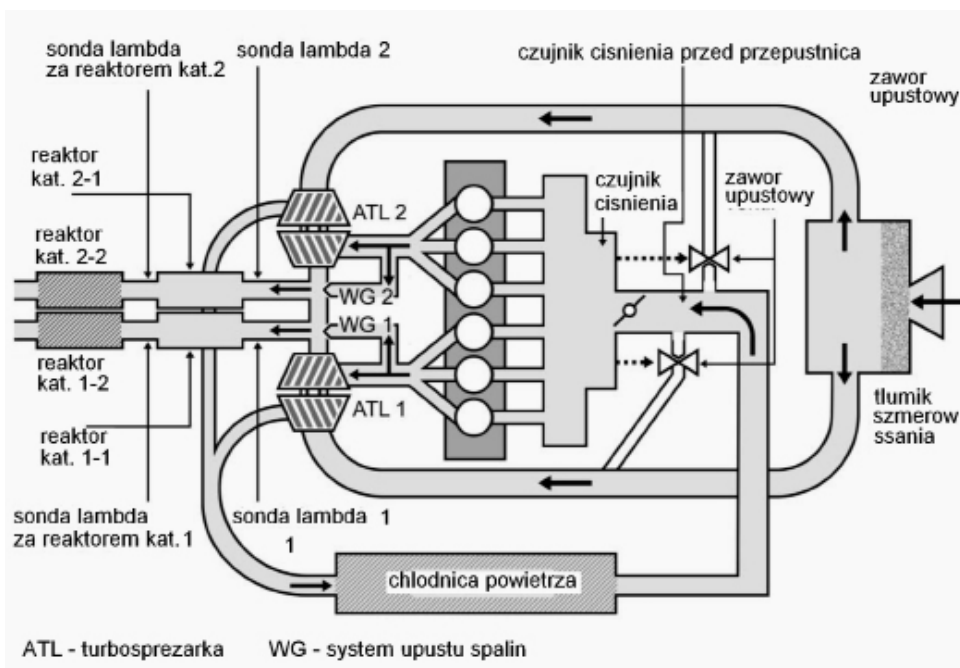 sonda lambda
za reaktorem kat.2
sonda lambda 2
czujnik cisnienia przed przepustnica
zawor
upustowy
reaktor
kat. 2-1
reaktor
kat. 2-2
ATL 2
czujnik
cisnienia
zawor
upustowy
WG 2
WG 1
reaktor
kat. 1-2
ATL 1
reaktor
kat. 1-1
tlumik
szmerow
ssania
sonda lambda
za reaktorem kat.1
sonda lambda 1
1
chlodnica powietrza
ATL - turbosprezarka
WG - system upustu spalin